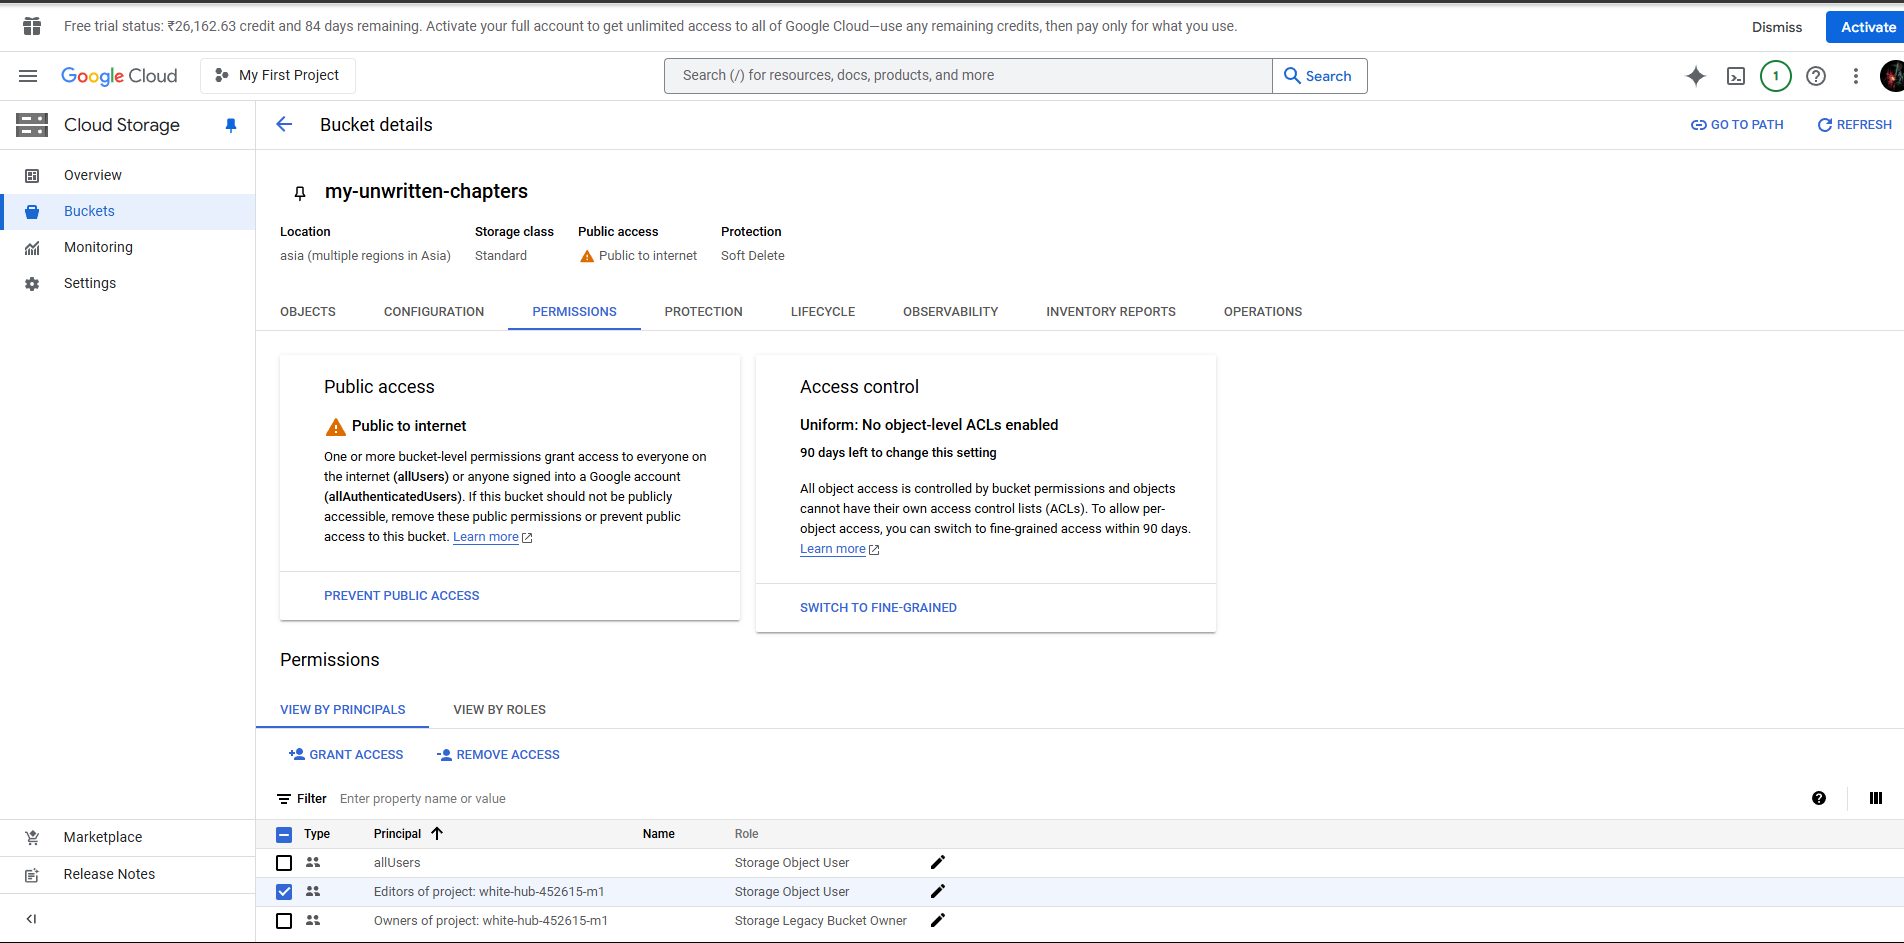 Free trial status: ₹26,162.63 credit and 84 days remaining. Activate your full account to get unlimited access to all of Google Cloud—use any remaining credits, then pay only for what you use.
Dismiss
Activate
Google Cloud
My First Project
Search (/) for resources, docs, products, and more
Search
1
Cloud Storage
Bucket details
GO TO PATH
REFRESH
Overview
Buckets
Monitoring
Settings
my-unwritten-chapters
Location
Storage class
Public access
Protection
asia (multiple regions in Asia)
Standard
Public to internet
Soft Delete
OBJECTS
CONFIGURATION
PERMISSIONS
PROTECTION
LIFECYCLE
OBSERVABILITY
INVENTORY REPORTS
OPERATIONS
Public access
Public to internet
One or more bucket-level permissions grant access to everyone on
the internet (allUsers) or anyone signed into a Google account
(allAuthenticatedUsers). If this bucket should not be publicly
accessible, remove these public permissions or prevent public
access to this bucket. Learn more
PREVENT PUBLIC ACCESS
Access control
Uniform: No object-level ACLs enabled
90 days left to change this setting
All object access is controlled by bucket permissions and objects
cannot have their own access control lists (ACLs). To allow per-
object access, you can switch to fine-grained access within 90 days.
Learn more
SWITCH TO FINE-GRAINED
Permissions
VIEW BY PRINCIPALS
VIEW BY ROLES
GRANT ACCESS
REMOVE ACCESS
Filter
Enter property name or value
Type
Principal
Name
Role
allUsers
Storage Object User
Editors of project: white-hub-452615-m1
Storage Object User
Owners of project: white-hub-452615-m1
Storage Legacy Bucket Owner
Marketplace
Release Notes